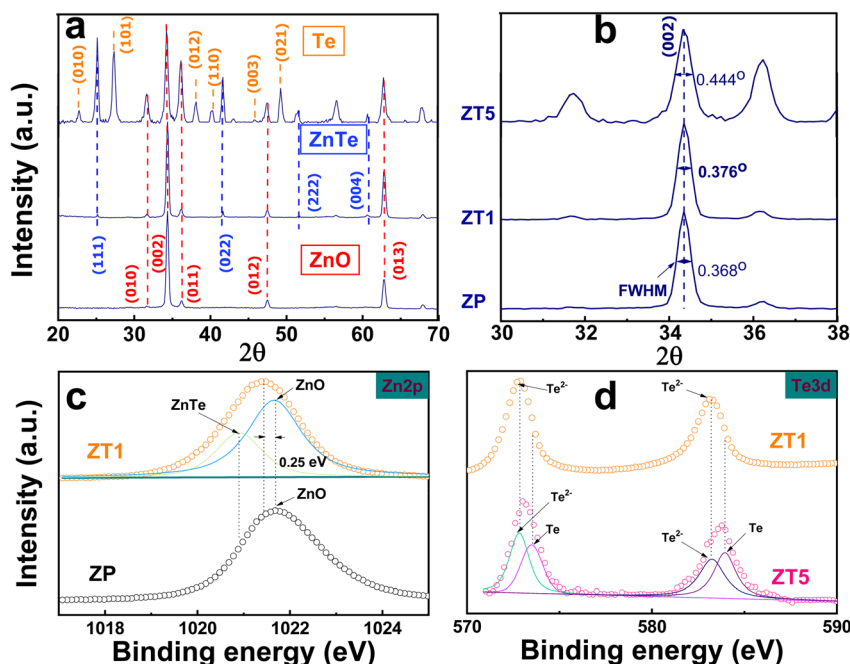 a
Te
(010)
(101)
(012)
(110)
(003)
(021)
ZnTe
(111)
(022)
(222)
(004)
ZnO
(010)
(002)
(011)
(012)
(013)
Intensity (a.u.)
20 30 40 50 60 70
2θ
b
(002)
ZT5
0.444°
ZT1
0.376°
ZP
FWHM
0.368°
30 32 34 36 38
2θ
c
Zn2p
ZnO
ZnTe
ZT1
0.25 eV
ZnO
ZP
Intensity (a.u.)
1018 1020 1022 1024
Binding energy (eV)
d
Te3d
Te²⁻
Te²⁻
ZT1
Te²⁻
Te
Te²⁻
Te
ZT5
570 580 590
Binding energy (eV)